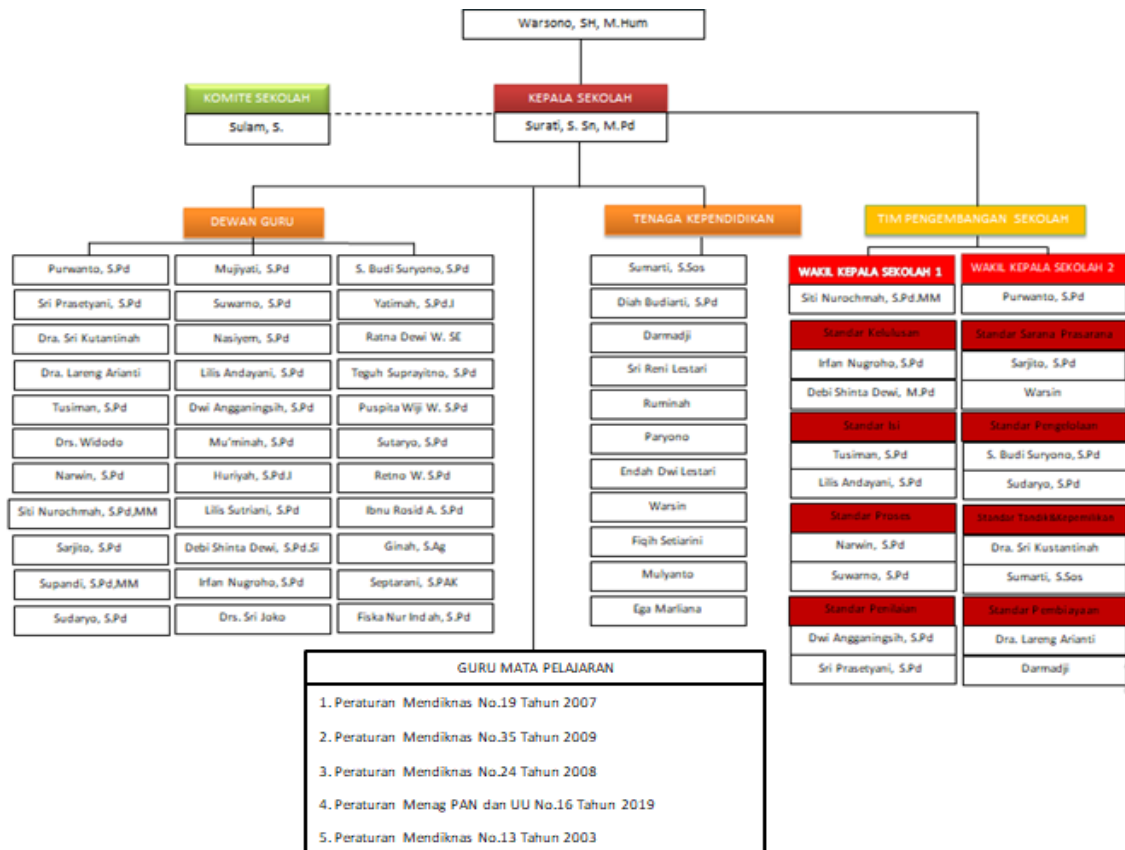 Warsono, SH, M.Hum
KOMITE SEKOLAH
Sulam, S.
KEPALA SEKOLAH
Surati, S. Sn, M.Pd
DEWAN GURU
Purwanto, S.Pd
Sri Prasetyani, S.Pd
Dra. Sri Kutantinah
Dra. Lareng Arianti
Tusiman, S.Pd
Drs. Widodo
Narwin, S.Pd
Siti Nurochmah, S.Pd,MM
Sarjito, S.Pd
Supandi, S.Pd,MM
Sudaryo, S.Pd
Mujiyati, S.Pd
Suwarno, S.Pd
Nasiyem, S.Pd
Lilis Andayani, S.Pd
Dwi Angganingsih, S.Pd
Mu'minah, S.Pd
Huriyah, S.Pd.I
Lilis Sutriani, S.Pd
Debi Shinta Dewi, S.Pd.Si
Irfan Nugroho, S.Pd
Drs. Sri Joko
S. Budi Suryono, S.Pd
Yatimah, S.Pd.I
Ratna Dewi W. SE
Teguh Suprayitno, S.Pd
Puspita Wiji W. S.Pd
Sutaryo, S.Pd
Retno W. S.Pd
Ibnu Rosid A. S.Pd
Ginah, S.Ag
Septarani, S.PAK
Fiska Nur Indah, S.Pd
TENAGA KEPENDIDIKAN
Sumarti, S.Sos
Diah Budiarti, S.Pd
Darmadji
Sri Reni Lestari
Ruminah
Paryono
Endah Dwi Lestari
Warsin
Fiqih Setiarini
Mulyanto
Ega Marliana
TIM PENGEMBANGAN SEKOLAH
WAKIL KEPALA SEKOLAH 1
Siti Nurochmah, S.Pd.MM
Standar Kelulusan
Irfan Nugroho, S.Pd
Debi Shinta Dewi, M.Pd
Standar Isi
Tusiman, S.Pd
Lilis Andayani, S.Pd
Standar Proses
Narwin, S.Pd
Suwarno, S.Pd
Standar Penilaian
Dwi Angganingsih, S.Pd
Sri Prasetyani, S.Pd
WAKIL KEPALA SEKOLAH 2
Purwanto, S.Pd
Standar Sarana Prasarana
Sarjito, S.Pd
Warsin
Standar Pengelolaan
S. Budi Suryono, S.Pd
Sudaryo, S.Pd
Standar
Dra. Sri Kustantinah
Sumarti, S.Sos
Standar Pembiayaan
Dra. Lareng Arianti
Darmadji
GURU MATA PELAJARAN
1. Peraturan Mendiknas No.19 Tahun 2007
2. Peraturan Mendiknas No.35 Tahun 2009
3. Peraturan Mendiknas No.24 Tahun 2008
4. Peraturan Menag PAN dan UU No.16 Tahun 2019
5. Peraturan Mendiknas No.13 Tahun 2003